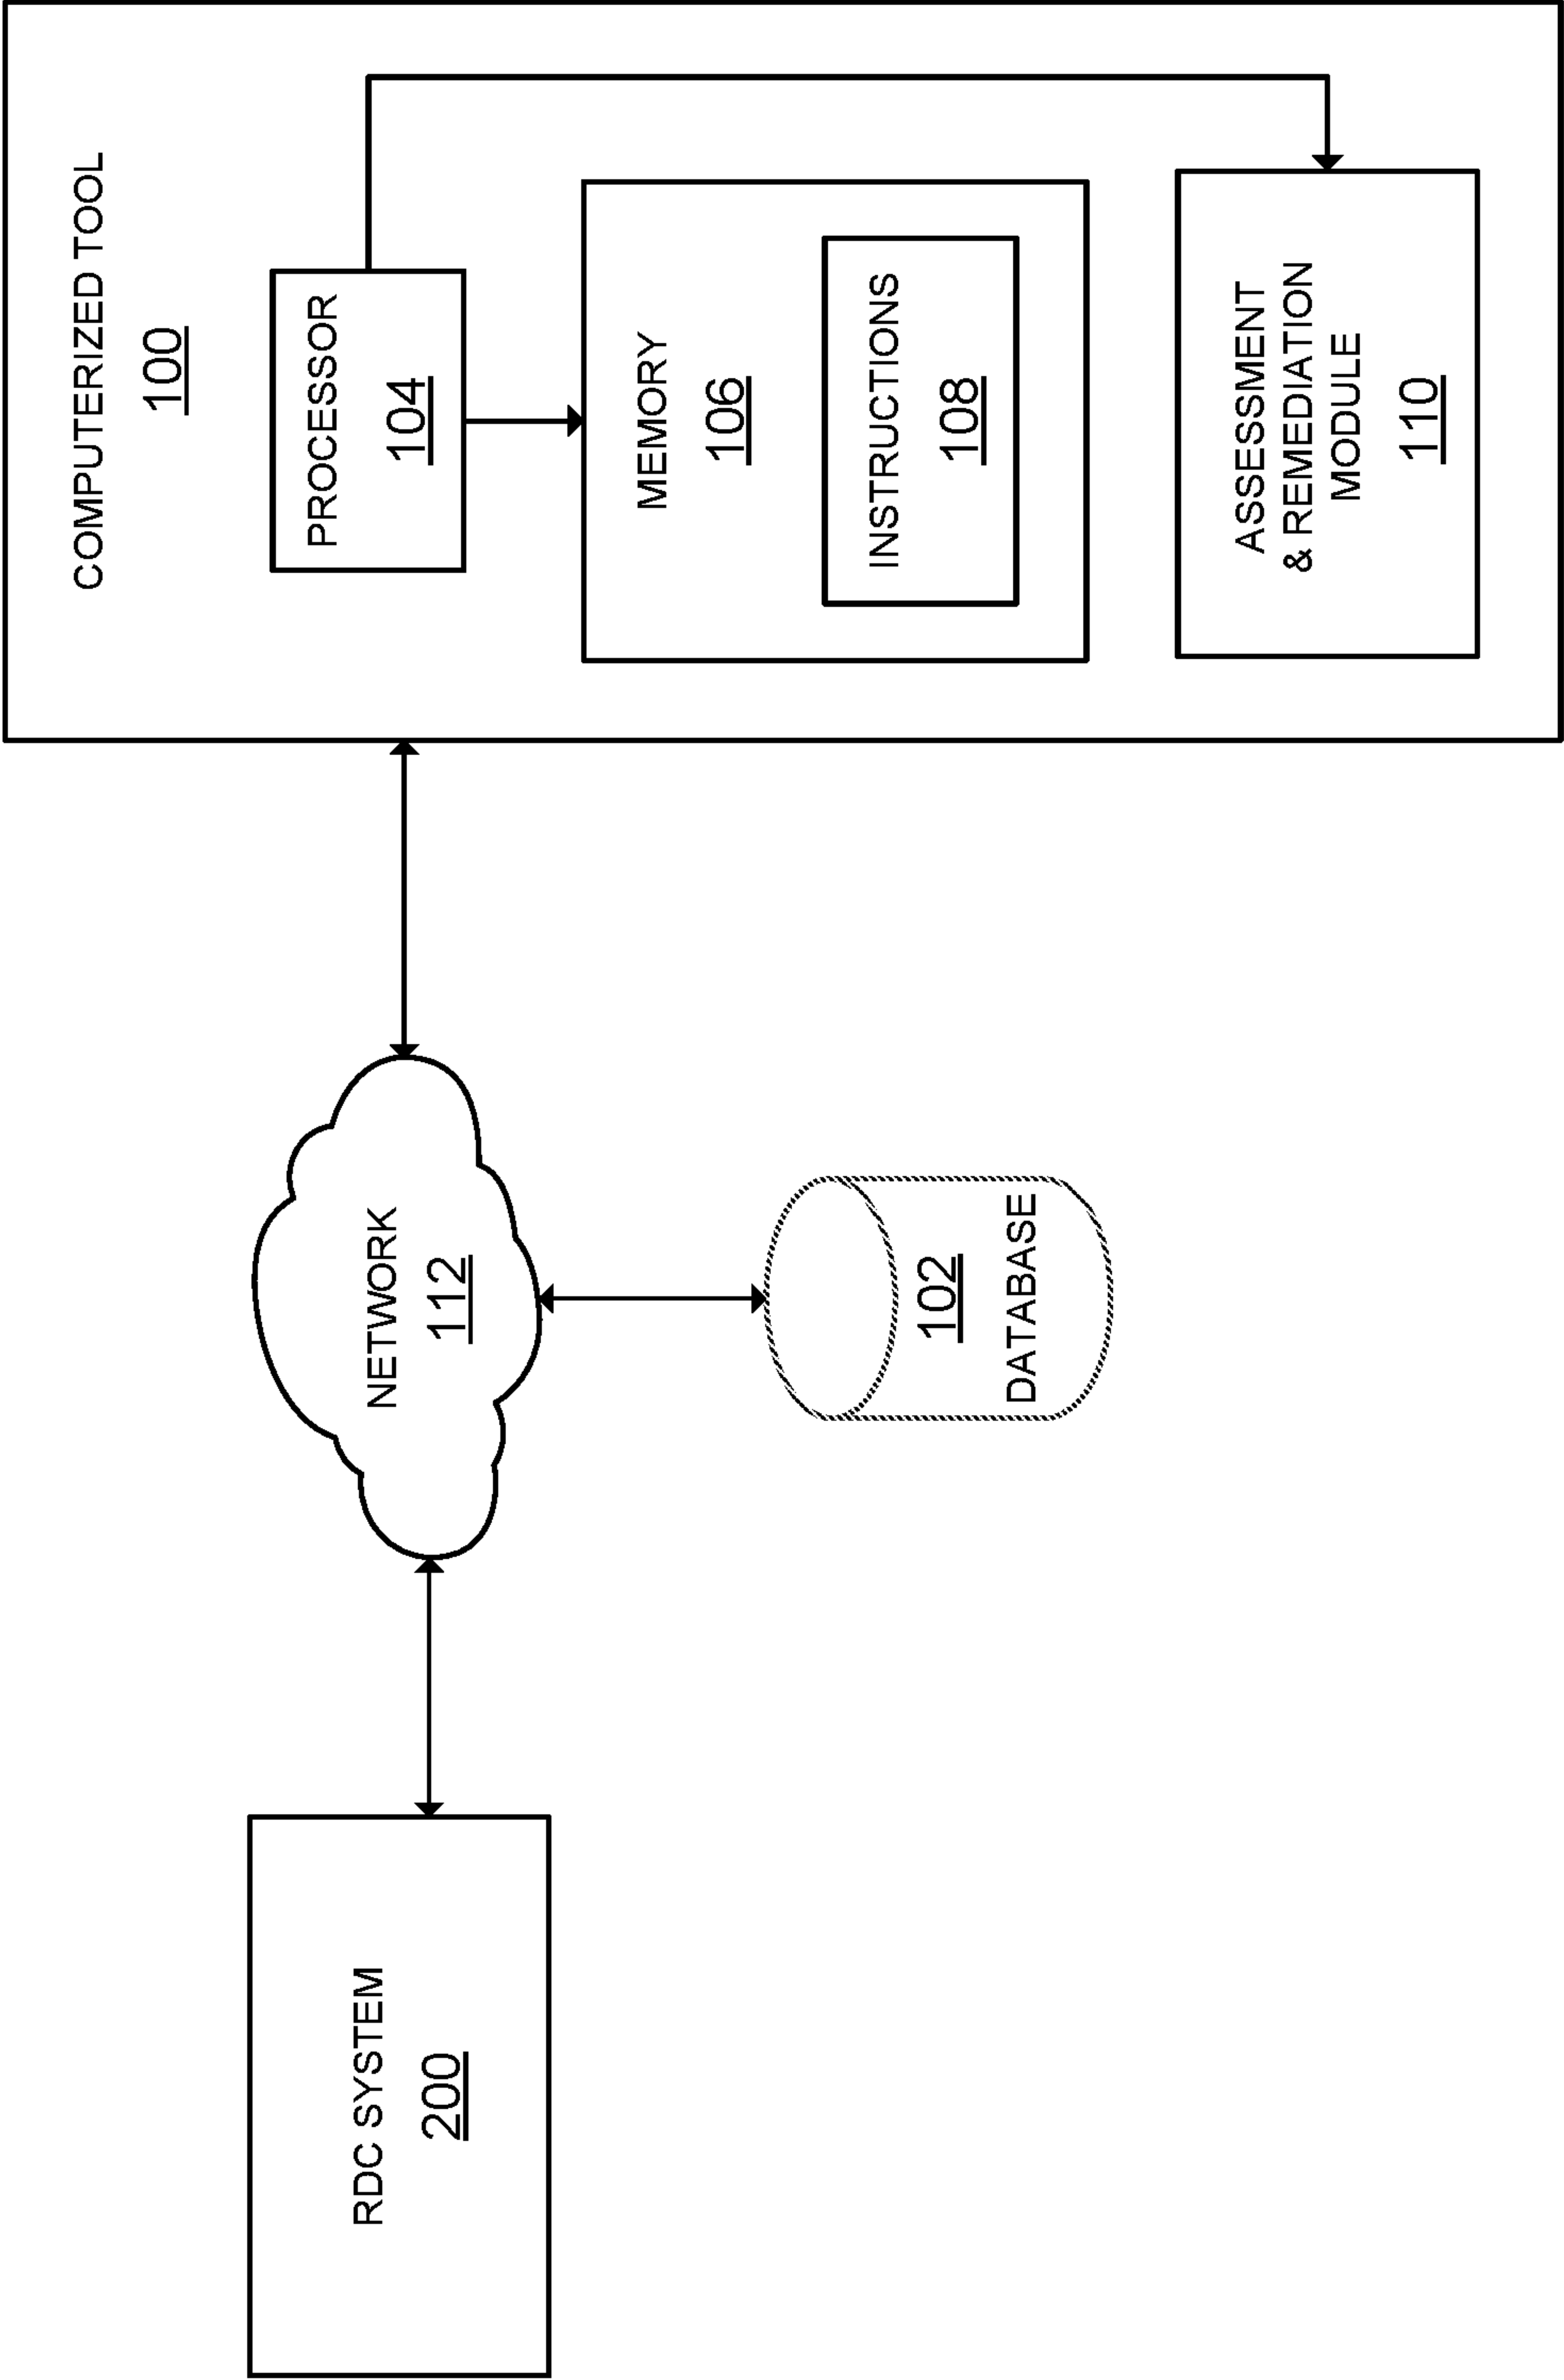 RDC SYSTEM
200
NETWORK
112
102
DATABASE
COMPUTERIZED TOOL
100
PROCESSOR
104
MEMORY
106
INSTRUCTIONS
108
ASSESSMENT
& REMEDIATION
MODULE
110